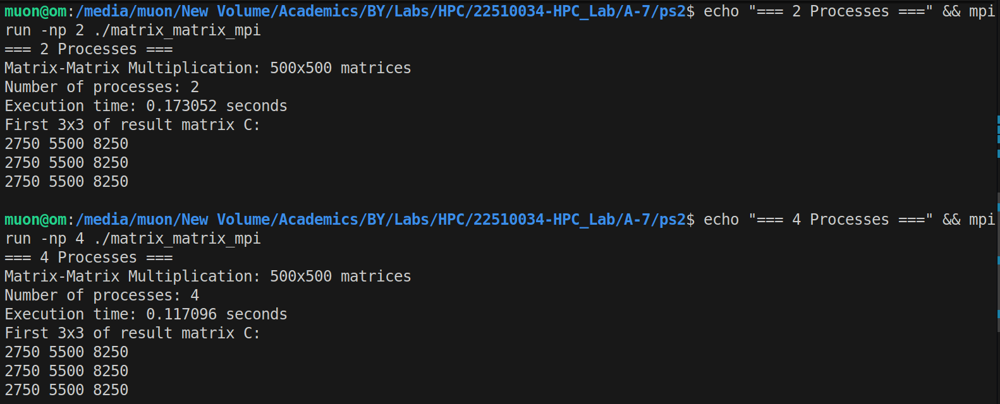 muon@om:/media/muon/New Volume/Academics/BY/Labs/HPC/22510034-HPC_Lab/A-7/ps2$ echo "=== 2 Processes ===" && mpi
run -np 2 ./matrix_matrix_mpi
=== 2 Processes ===
Matrix-Matrix Multiplication: 500x500 matrices
Number of processes: 2
Execution time: 0.173052 seconds
First 3x3 of result matrix C:
2750 5500 8250
2750 5500 8250
2750 5500 8250
muon@om:/media/muon/New Volume/Academics/BY/Labs/HPC/22510034-HPC_Lab/A-7/ps2$ echo "=== 4 Processes ===" && mpi
run -np 4 ./matrix_matrix_mpi
=== 4 Processes ===
Matrix-Matrix Multiplication: 500x500 matrices
Number of processes: 4
Execution time: 0.117096 seconds
First 3x3 of result matrix C:
2750 5500 8250
2750 5500 8250
2750 5500 8250